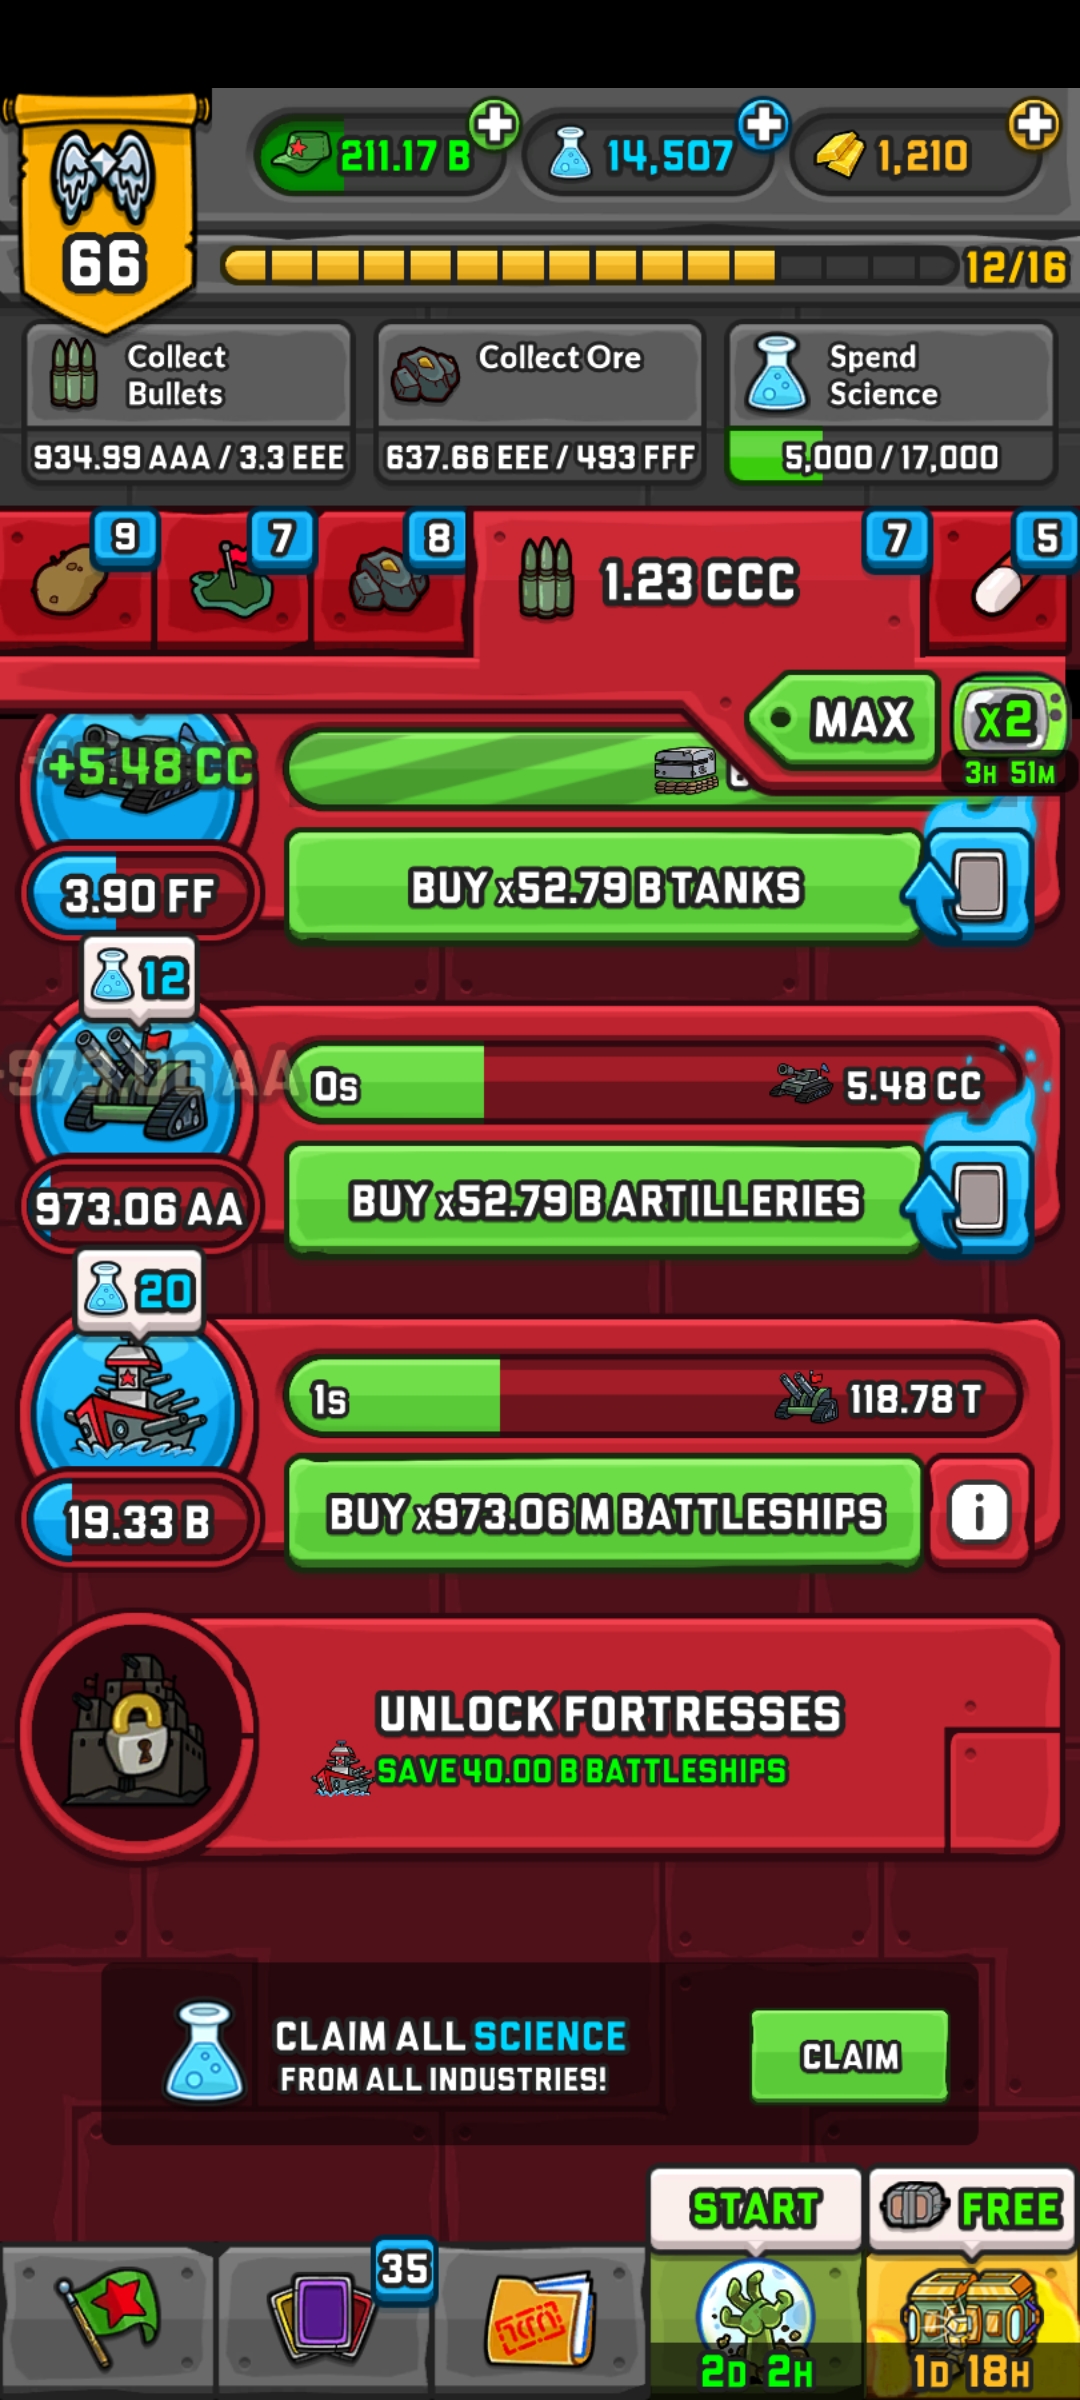 211.17 B
14,507
1,210
66
12/16
Collect
Bullets
934.99 AAA / 3.3 EEE
Collect Ore
637.66 EEE / 493 FFF
Spend
Science
5,000 / 17,000
9
7
8
1.23 CCC
7
5
MAX
x2
3H 51M
+5.48 CC
3.90 FF
BUY x52.79 B TANKS
12
-973.06 AA
0s
5.48 CC
973.06 AA
BUY x52.79 B ARTILLERIES
20
1s
118.78 T
19.33 B
BUY x973.06 M BATTLESHIPS
i
UNLOCK FORTRESSES
SAVE 40.00 B BATTLESHIPS
CLAIM ALL SCIENCE
FROM ALL INDUSTRIES!
CLAIM
START
FREE
35
2D 2H
1D 18H